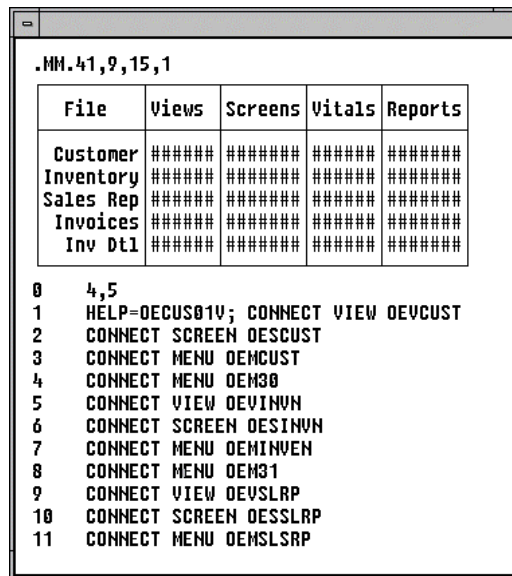 .MM.41,9,15,1
File Views Screens Vitals Reports
Customer ###### ####### ###### #######
Inventory ###### ####### ###### #######
Sales Rep ###### ####### ###### #######
Invoices ###### ####### ###### #######
Inv Dtl ###### ####### ###### #######
0 4,5
1 HELP=OECUS01V; CONNECT VIEW OEVCUST
2 CONNECT SCREEN OESCUST
3 CONNECT MENU OEMCUST
4 CONNECT MENU OEM30
5 CONNECT VIEW OEVINVN
6 CONNECT SCREEN OESINVN
7 CONNECT MENU OEMINVEN
8 CONNECT MENU OEM31
9 CONNECT VIEW OEVSLRP
10 CONNECT SCREEN OESSLRP
11 CONNECT MENU OEMSLSRP